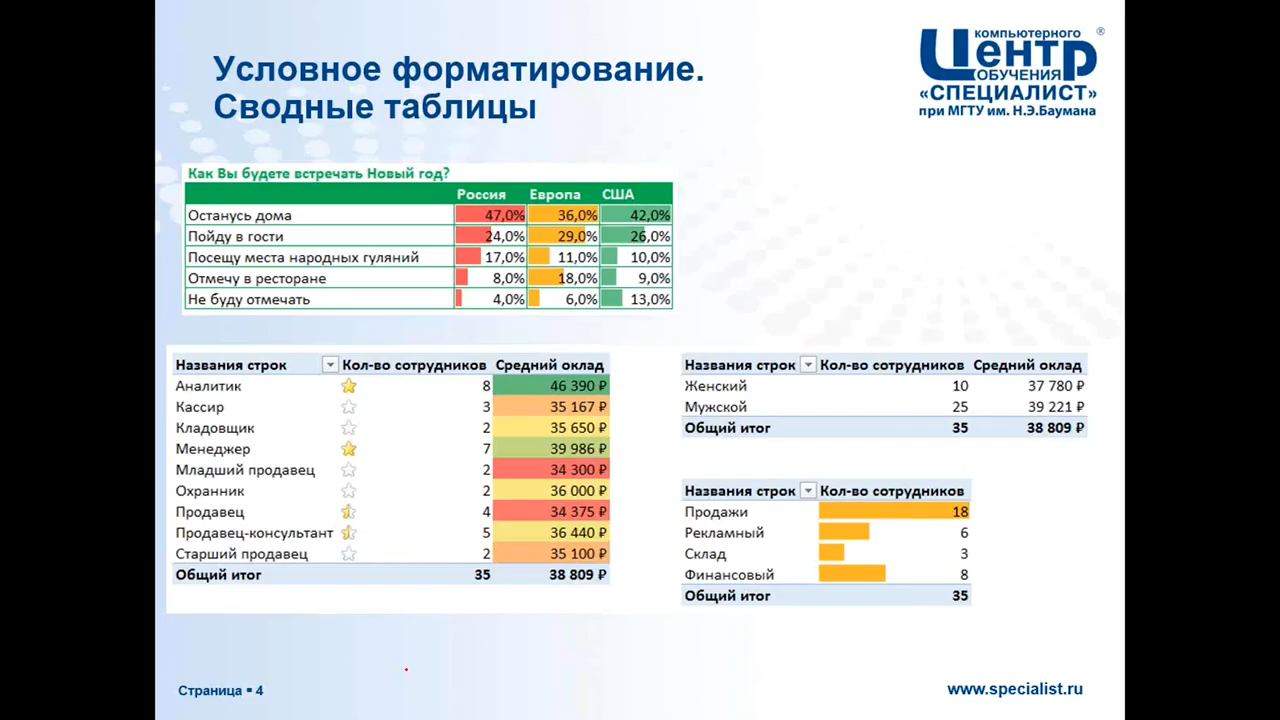 Условное форматирование.
Сводные таблицы
компьютерного ®
Центр
ОБУЧЕНИЯ
«СПЕЦИАЛИСТ»
при МГТУ им. Н.Э.Баумана
Как Вы будете встречать Новый год?
Россия Европа США
Останусь дома 47,0% 36,0% 42,0%
Пойду в гости 24,0% 29,0% 26,0%
Посещу места народных гуляний 17,0% 11,0% 10,0%
Отмечу в ресторане 8,0% 18,0% 9,0%
Не буду отмечать 4,0% 6,0% 13,0%
Названия строк Кол-во сотрудников Средний оклад
Аналитик 8 46 390 ₽
Кассир 3 35 167 ₽
Кладовщик 2 35 650 ₽
Менеджер 7 39 986 ₽
Младший продавец 2 34 300 ₽
Охранник 2 36 000 ₽
Продавец 4 34 375 ₽
Продавец-консультант 5 36 440 ₽
Старший продавец 2 35 100 ₽
Общий итог 35 38 809 ₽
Названия строк Кол-во сотрудников Средний оклад
Женский 10 37 780 ₽
Мужской 25 39 221 ₽
Общий итог 35 38 809 ₽
Названия строк Кол-во сотрудников
Продажи 18
Рекламный 6
Склад 3
Финансовый 8
Общий итог 35
Страница ▪ 4
www.specialist.ru